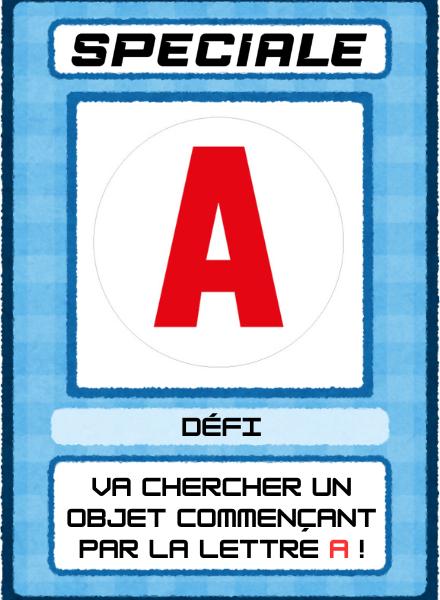 SPECIALE
A
DÉFI
VA CHERCHER UN
OBJET COMMENÇANT
PAR LA LETTRE A !